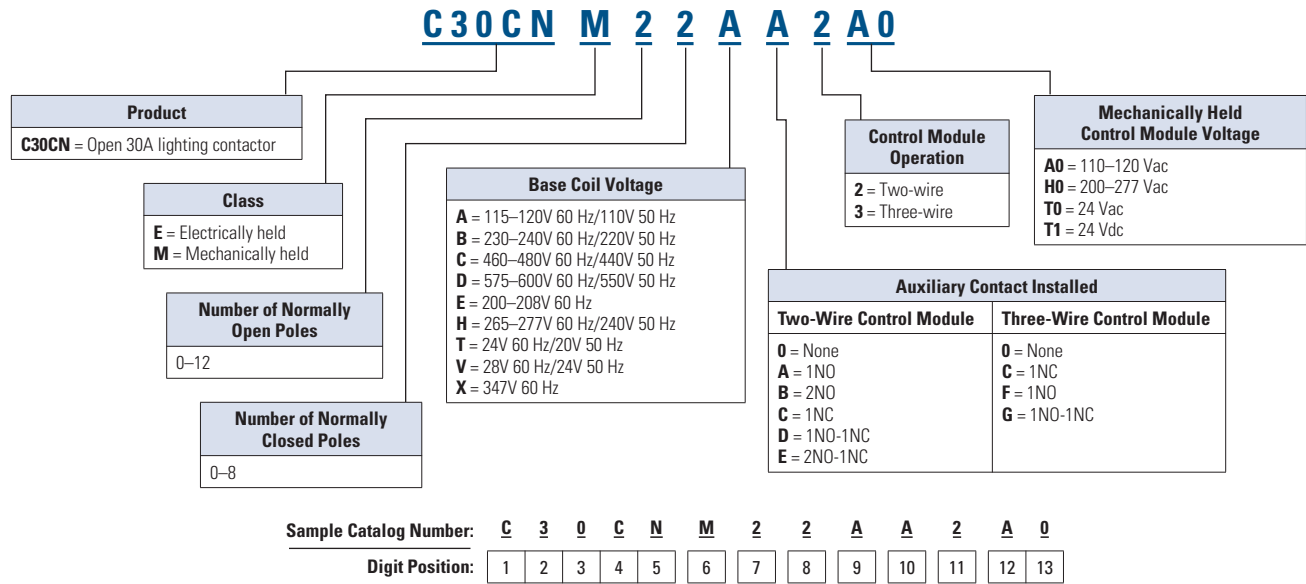 C30CN M 2 2 A A 2 A0
Product
C30CN = Open 30A lighting contactor
Class
E = Electrically held
M = Mechanically held
Number of Normally
Open Poles
0–12
Number of Normally
Closed Poles
0–8
Base Coil Voltage
A = 115–120V 60 Hz/110V 50 Hz
B = 230–240V 60 Hz/220V 50 Hz
C = 460–480V 60 Hz/440V 50 Hz
D = 575–600V 60 Hz/550V 50 Hz
E = 200–208V 60 Hz
H = 265–277V 60 Hz/240V 50 Hz
T = 24V 60 Hz/20V 50 Hz
V = 28V 60 Hz/24V 50 Hz
X = 347V 60 Hz
Control Module
Operation
2 = Two-wire
3 = Three-wire
Mechanically Held
Control Module Voltage
A0 = 110–120 Vac
H0 = 200–277 Vac
T0 = 24 Vac
T1 = 24 Vdc
Auxiliary Contact Installed
Two-Wire Control Module
0 = None
A = 1NO
B = 2NO
C = 1NC
D = 1NO-1NC
E = 2NO-1NC
Three-Wire Control Module
0 = None
C = 1NC
F = 1NO
G = 1NO-1NC
Sample Catalog Number: C 3 0 C N M 2 2 A A 2 A 0
Digit Position: 1 2 3 4 5 6 7 8 9 10 11 12 13